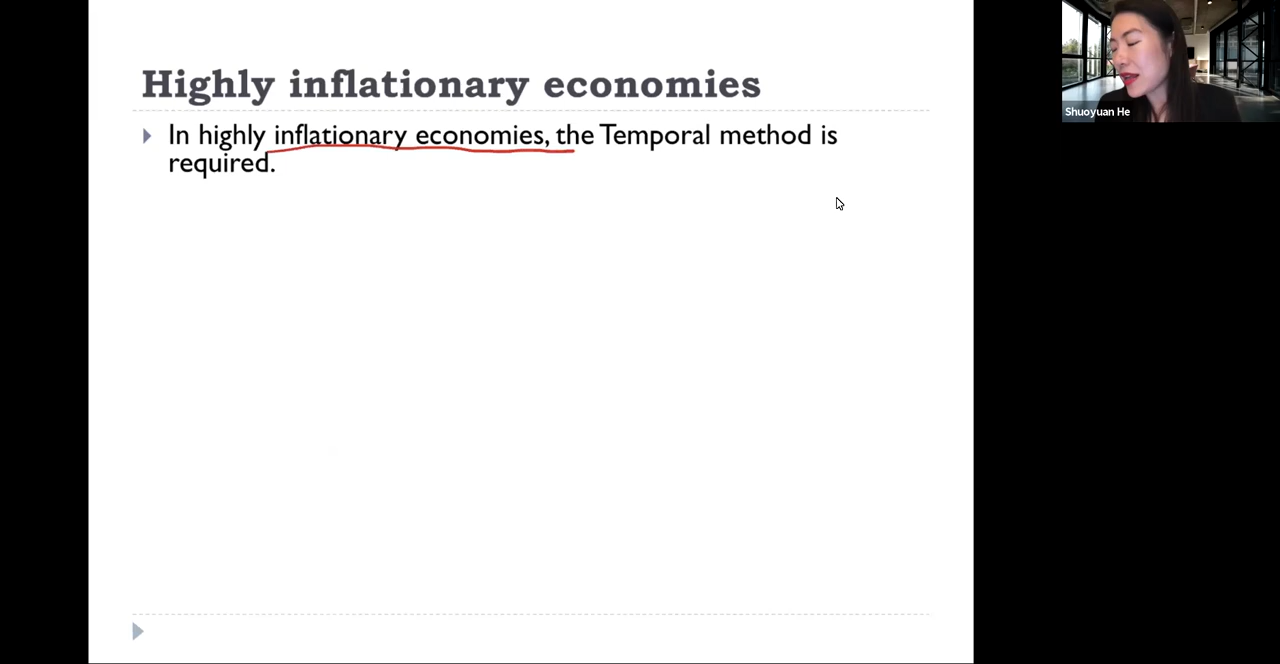 Highly inflationary economies
In highly inflationary economies, the Temporal method is
required.
Shuoyuan He